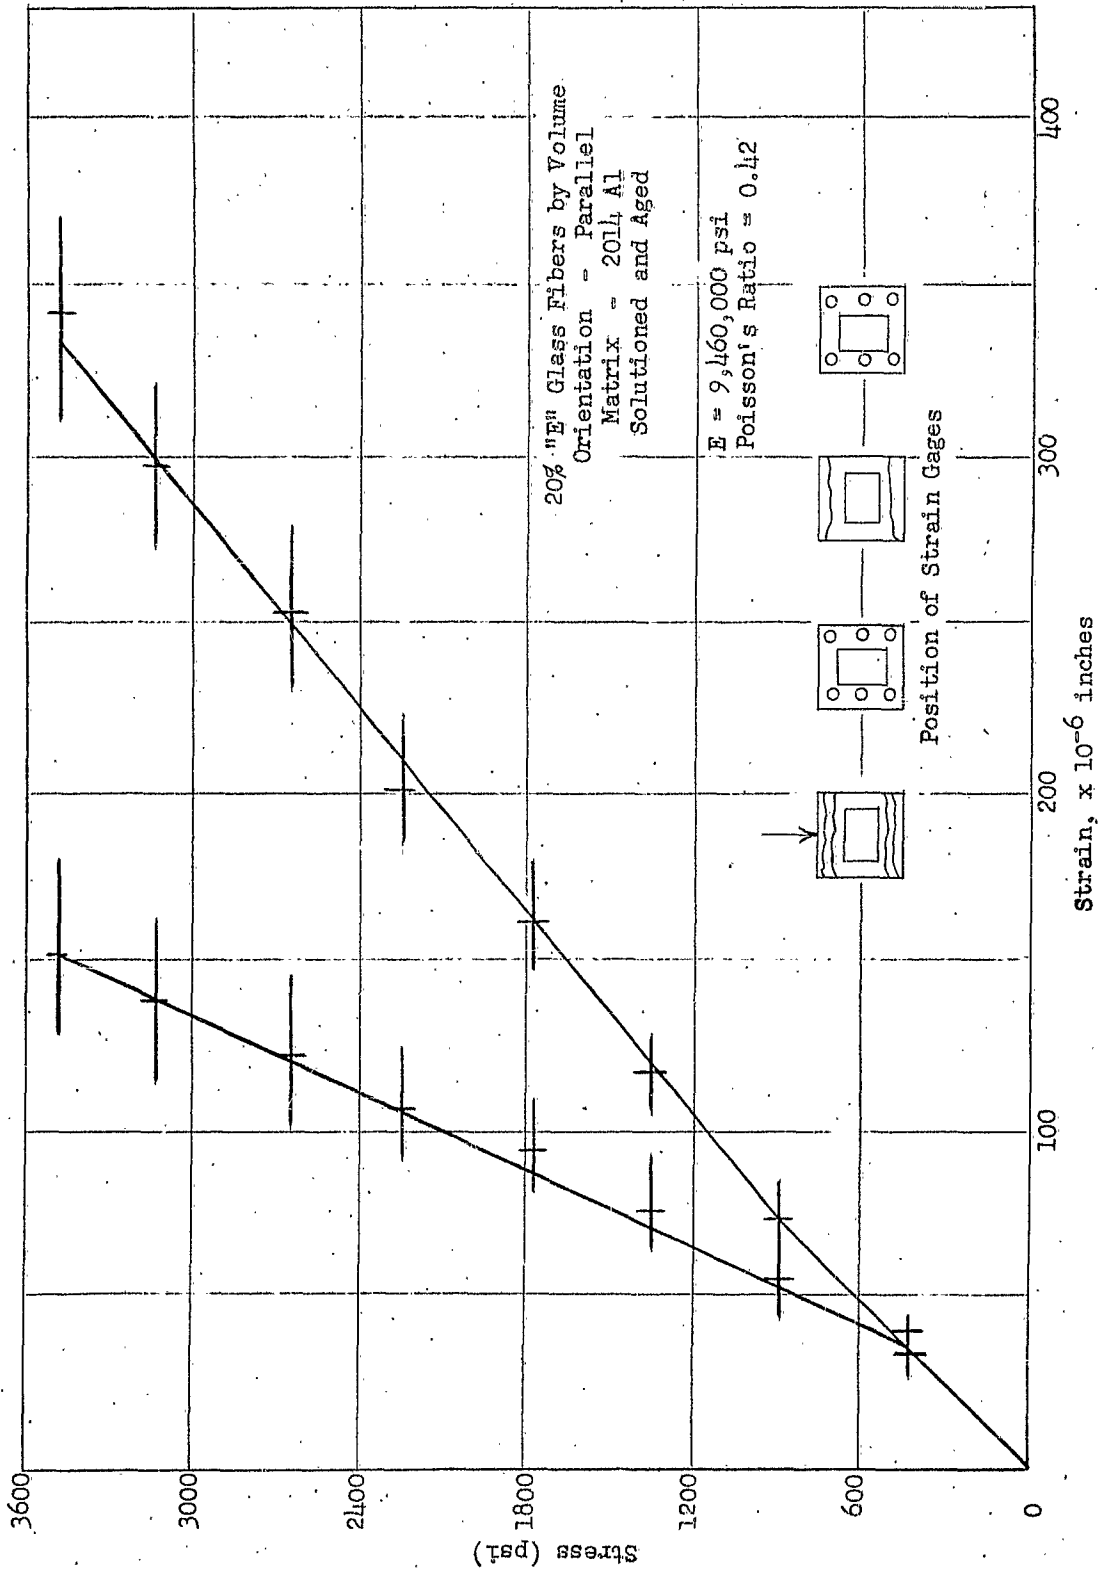 3600
3000
2400
1800
1200
600
0
Stress (psi)
100
200
300
400
Strain, x 10-6 inches
20% "E" Glass Fibers by Volume
Orientation - Parallel
Matrix - 2014 Al
Solutioned and Aged
E = 9,460,000 psi
Poisson's Ratio = 0.42
Position of Strain Gages